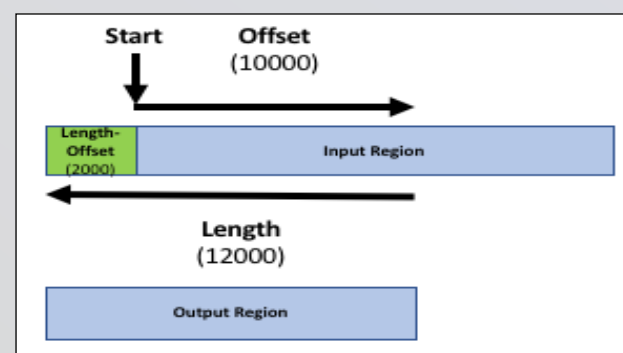 Start
Offset
(10000)
Length-
Offset
(2000)
Input Region
Length
(12000)
Output Region